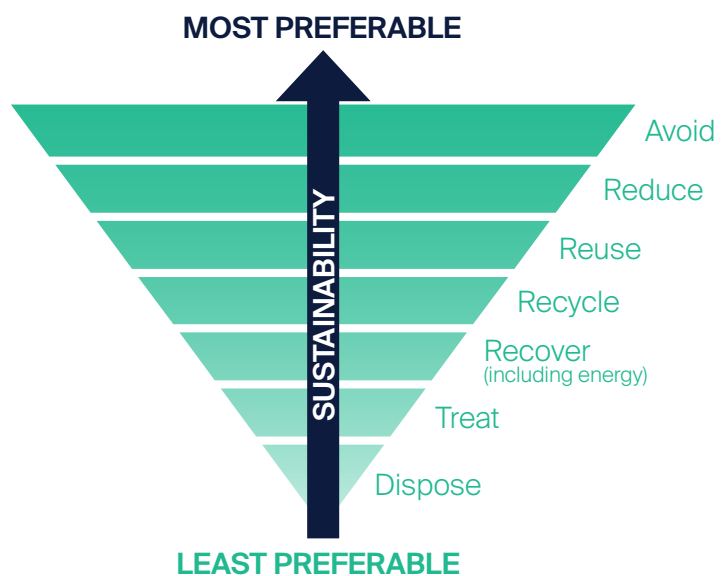 MOST PREFERABLE
Avoid
Reduce
Reuse
Recycle
Recover
(including energy)
Treat
Dispose
SUSTAINABILITY
LEAST PREFERABLE